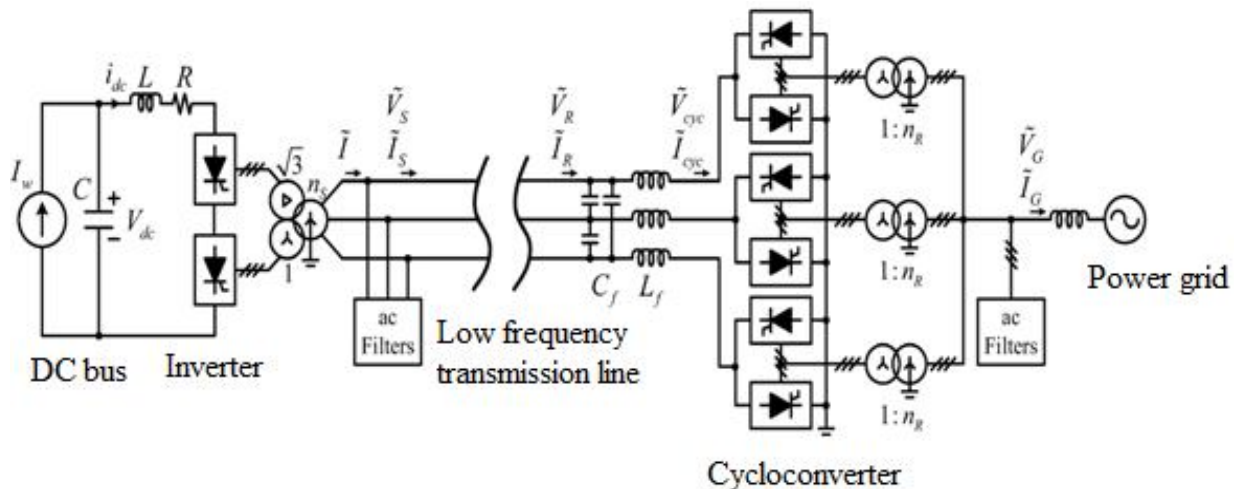 i_dc L R
I_w
C
+
V_dc
−
DC bus
Inverter
√3
n_S
1
Ĩ
Ṽ_S
Ĩ_S
ac
Filters
Low frequency
transmission line
Ṽ_R
Ĩ_R
C_f L_f
Ṽ_cyc
Ĩ_cyc
Cycloconverter
1:n_R
1:n_R
1:n_R
Ṽ_G
Ĩ_G
ac
Filters
Power grid